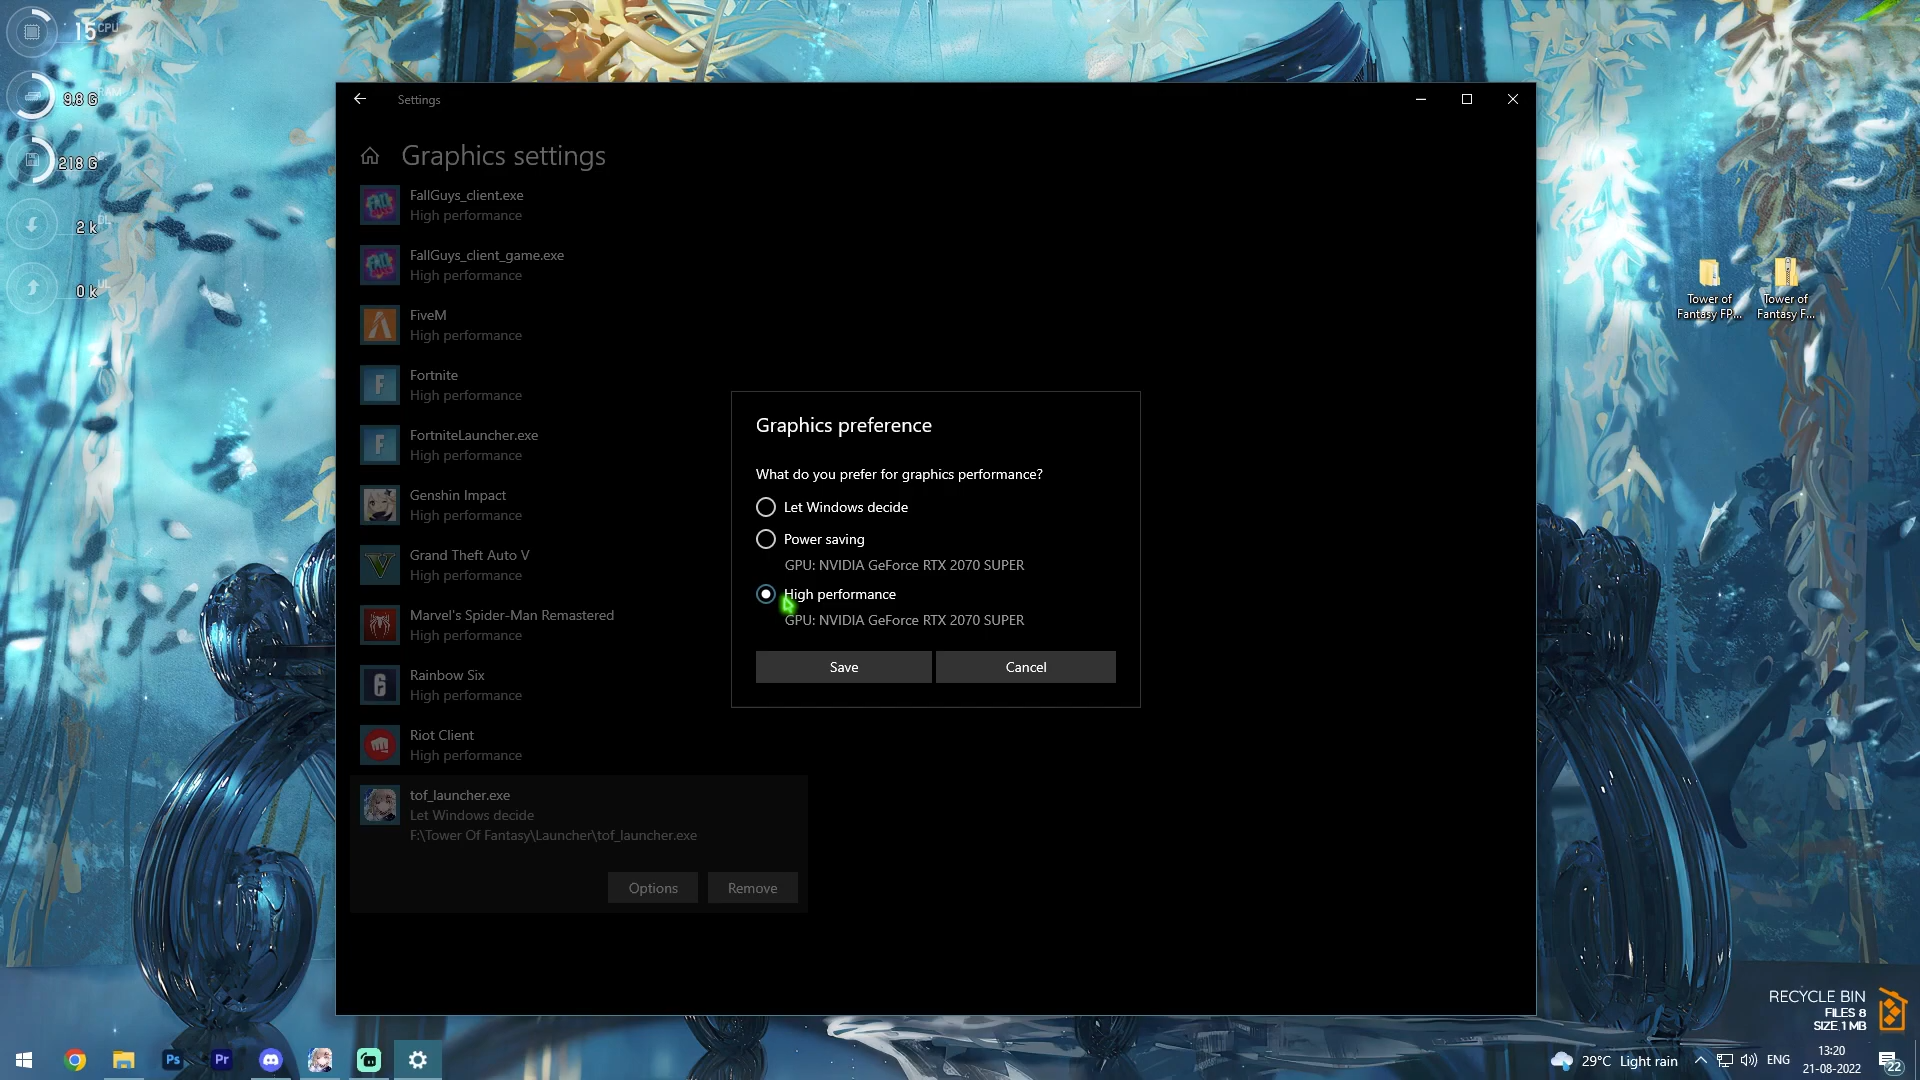 15 CPU
9.8 G RAM
218 G
2 k DL
0 k UL
Settings
Graphics settings
FallGuys_client.exe
High performance
FallGuys_client_game.exe
High performance
FiveM
High performance
Fortnite
High performance
FortniteLauncher.exe
High performance
Genshin Impact
High performance
Grand Theft Auto V
High performance
Marvel's Spider-Man Remastered
High performance
Rainbow Six
High performance
Riot Client
High performance
tof_launcher.exe
Let Windows decide
F:\Tower Of Fantasy\Launcher\tof_launcher.exe
Options
Remove
Graphics preference
What do you prefer for graphics performance?
Let Windows decide
Power saving
GPU: NVIDIA GeForce RTX 2070 SUPER
High performance
GPU: NVIDIA GeForce RTX 2070 SUPER
Save
Cancel
Tower of
Fantasy FP...
Tower of
Fantasy F...
RECYCLE BIN
FILES 8
SIZE 1 MB
Ps
Pr
29°C Light rain
ENG
13:20
21-08-2022
22